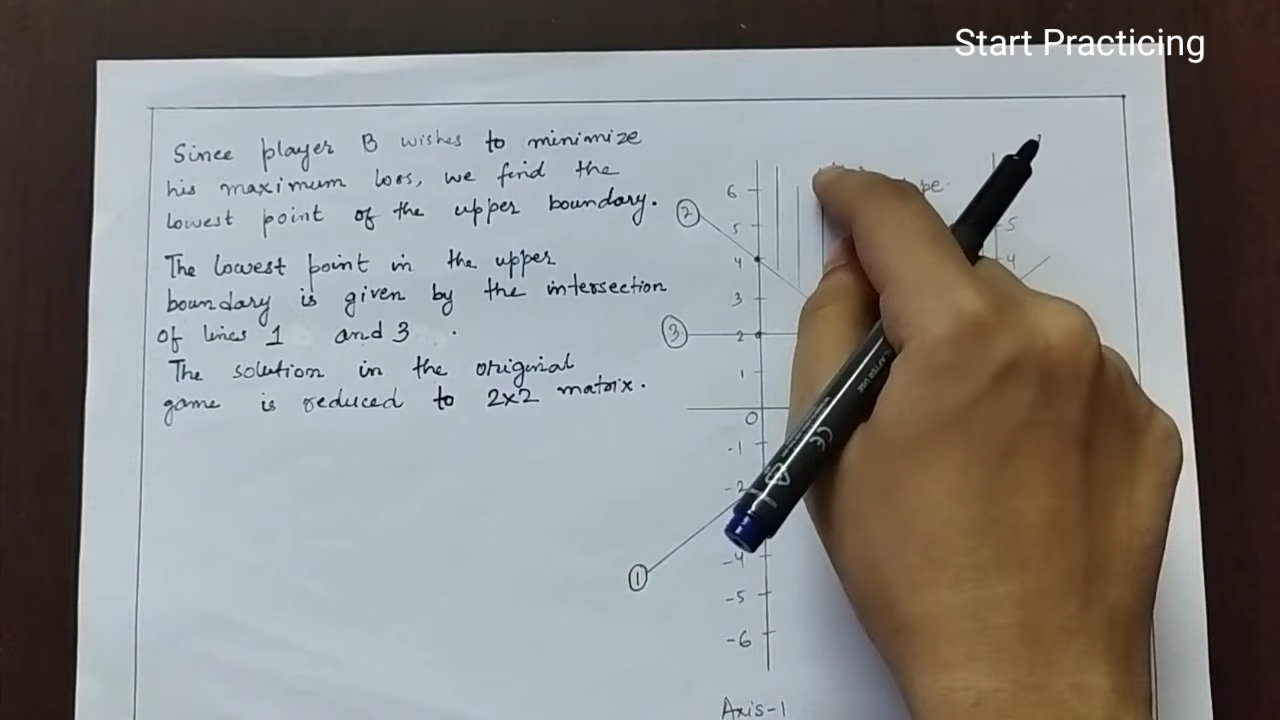 Start Practicing
Since player B wishes to minimize
his maximum loss, we find the
lowest point of the upper boundary.
The lowest point in the upper
boundary is given by the intersection
of lines 1 and 3 .
The solution in the original
game is reduced to 2x2 matrix.
6
2
5
5
4
4
3
3
2
1
0
-1
-2
-4
1
-5
-6
Axis-1